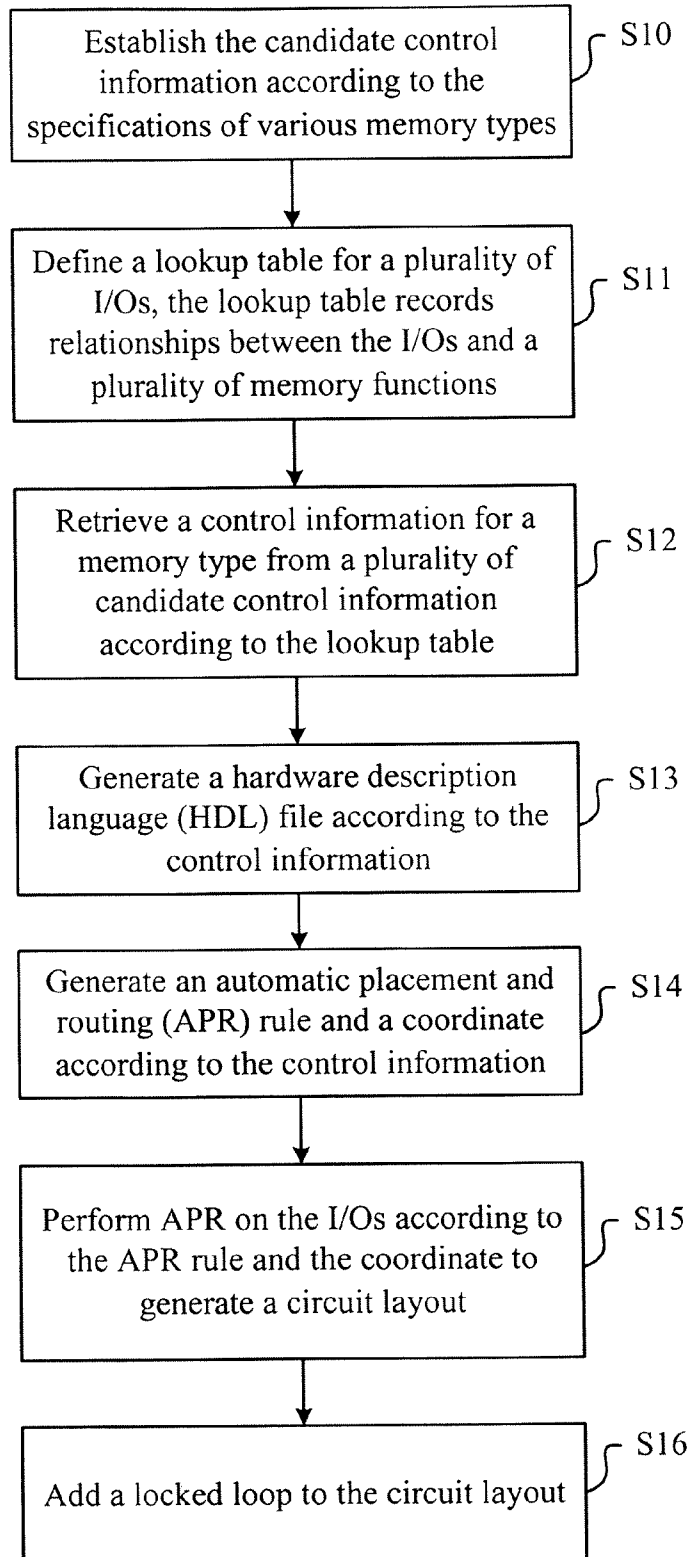 Establish the candidate control
information according to the
specifications of various memory types
S10
Define a lookup table for a plurality of
I/Os, the lookup table records
relationships between the I/Os and a
plurality of memory functions
S11
Retrieve a control information for a
memory type from a plurality of
candidate control information
according to the lookup table
S12
Generate a hardware description
language (HDL) file according to the
control information
S13
Generate an automatic placement and
routing (APR) rule and a coordinate
according to the control information
S14
Perform APR on the I/Os according to
the APR rule and the coordinate to
generate a circuit layout
S15
Add a locked loop to the circuit layout
S16